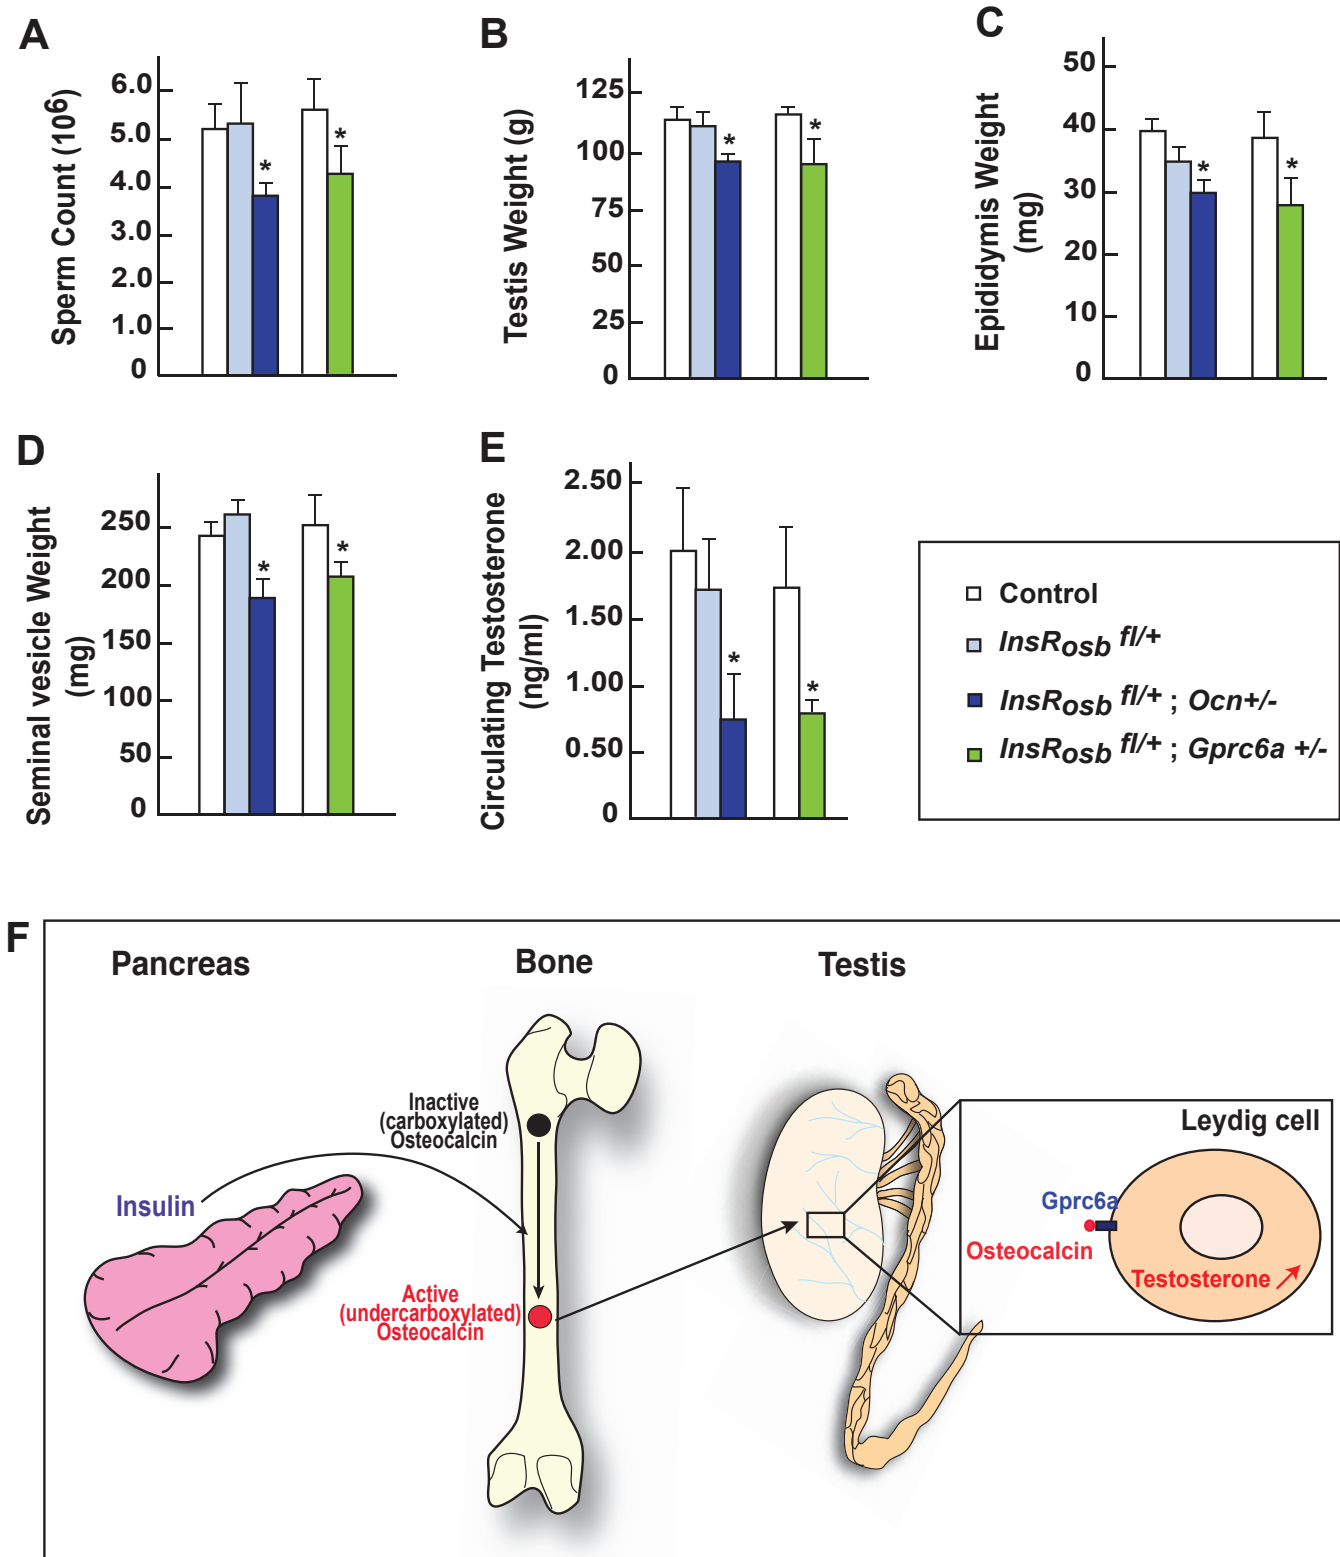 A
Sperm Count (10^6)
6.0
5.0
4.0
3.0
2.0
1.0
0
*
*
B
Testis Weight (g)
125
100
75
50
25
0
*
*
C
Epididymis Weight
(mg)
50
40
30
20
10
0
*
*
D
Seminal vesicle Weight
(mg)
250
200
150
100
50
0
*
*
E
Circulating Testosterone
(ng/ml)
2.50
2.00
1.50
1.00
0.50
0
*
*
Control
InsRosb fl/+
InsRosb fl/+ ; Ocn+/-
InsRosb fl/+ ; Gprc6a +/-
F
Pancreas
Bone
Testis
Inactive
(carboxylated)
Osteocalcin
Insulin
Active
(undercarboxylated)
Osteocalcin
Leydig cell
Gprc6a
Osteocalcin
Testosterone